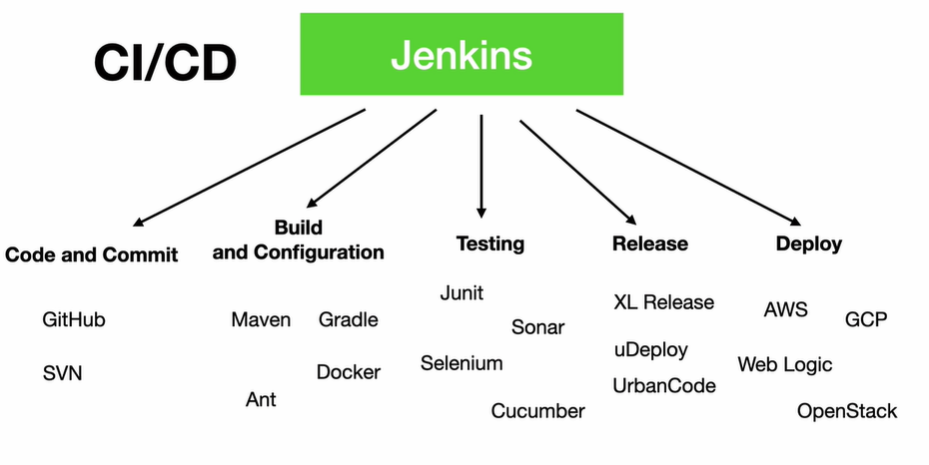 CI/CD
Jenkins
Code and Commit
GitHub
SVN
Build
and Configuration
Maven
Gradle
Docker
Ant
Testing
Junit
Sonar
Selenium
Cucumber
Release
XL Release
uDeploy
UrbanCode
Deploy
AWS
GCP
Web Logic
OpenStack